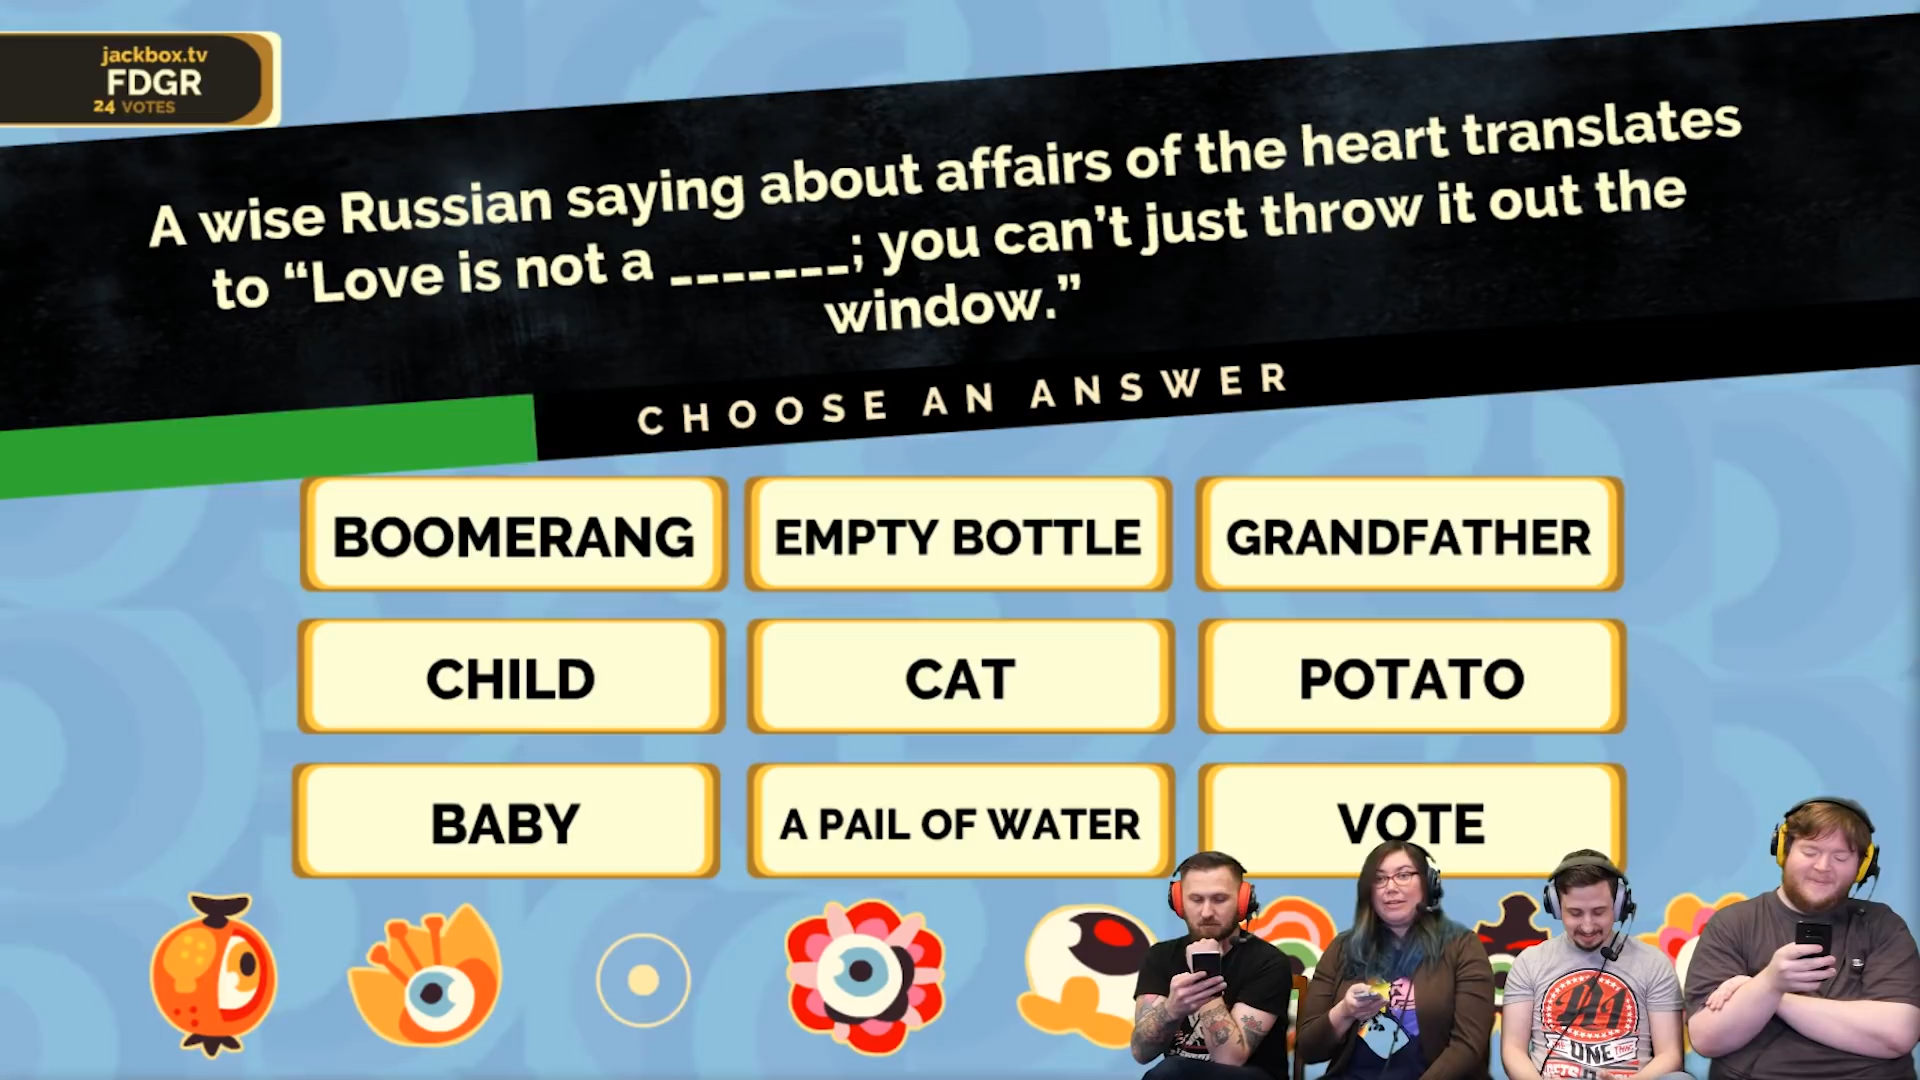 jackbox.tv
FDGR
24 VOTES
A wise Russian saying about affairs of the heart translates
to “Love is not a _______; you can’t just throw it out the
window.”
CHOOSE AN ANSWER
BOOMERANG
EMPTY BOTTLE
GRANDFATHER
CHILD
CAT
POTATO
BABY
A PAIL OF WATER
VOTE
ONE